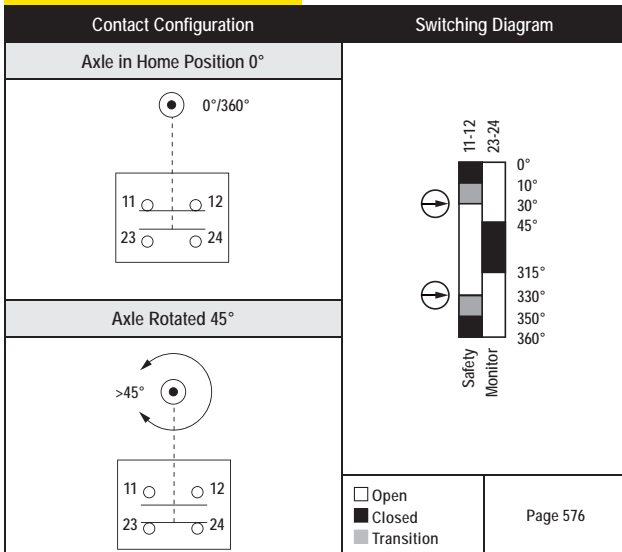 Contact Configuration
Axle in Home Position 0°
0°/360°
11 12
23 24
Axle Rotated 45°
>45°
11 12
23 24
Switching Diagram
11-12
23-24
0°
10°
30°
45°
315°
330°
350°
360°
Safety
Monitor
Open
Closed
Transition
Page 576